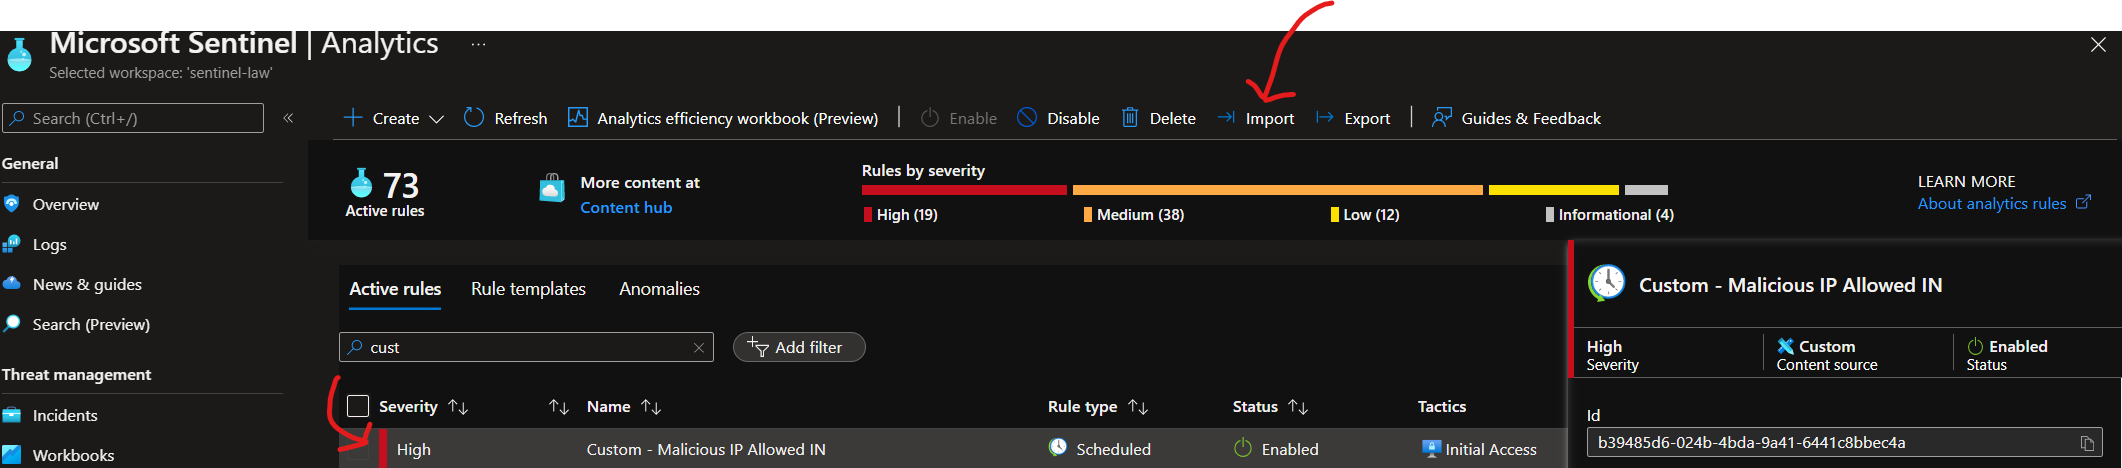 Microsoft Sentinel | Analytics ...
Selected workspace: 'sentinel-law'
Search (Ctrl+/) «
Create Refresh Analytics efficiency workbook (Preview) | Enable Disable Delete Import Export | Guides & Feedback
General
Overview
Logs
News & guides
Search (Preview)
Threat management
Incidents
Workbooks
73
Active rules
More content at
Content hub
Rules by severity
High (19) Medium (38) Low (12) Informational (4)
LEARN MORE
About analytics rules
Active rules Rule templates Anomalies
cust Add filter
Severity Name Rule type Status Tactics
High Custom - Malicious IP Allowed IN Scheduled Enabled Initial Access
Custom - Malicious IP Allowed IN
High Custom Enabled
Severity Content source Status
Id
b39485d6-024b-4bda-9a41-6441c8bbec4a